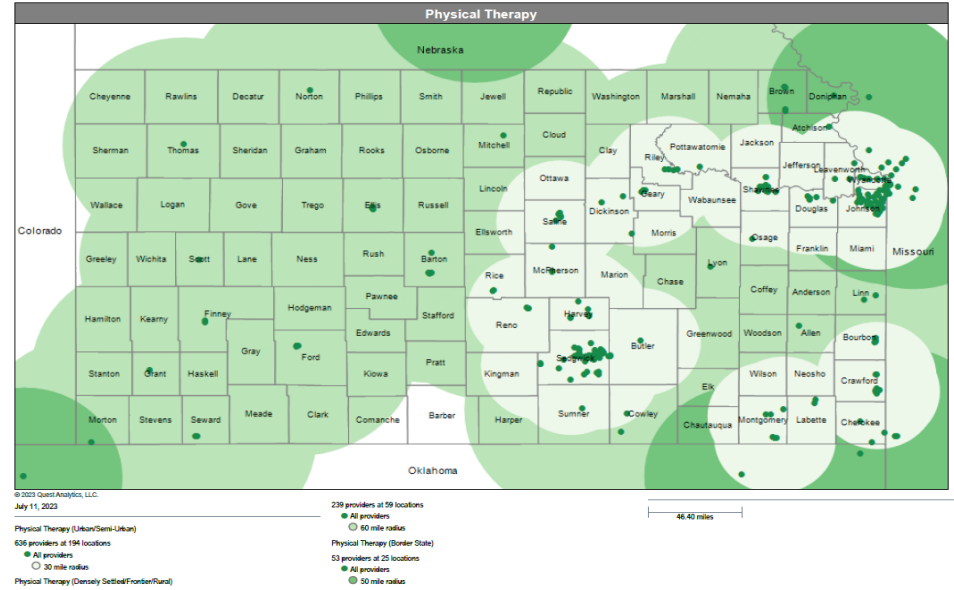 Physical Therapy
Nebraska
Cheyenne Rawlins Decatur Norton Phillips Smith Jewell Republic Washington Marshall Nemaha Brown Doniphan
Atchison
Sherman Thomas Sheridan Graham Rooks Osborne Mitchell Cloud Clay Riley Pottawatomie Jackson Jefferson Leavenworth
Wyandotte
Wallace Logan Gove Trego Ellis Russell Lincoln Ottawa Dickinson Geary Wabaunsee Shawnee Douglas Johnson
Colorado
Ellsworth Saline Morris Osage Franklin Miami
Missouri
Greeley Wichita Scott Lane Ness Rush Barton Rice McPherson Marion Chase Lyon Coffey Anderson Linn
Hamilton Kearny Finney Hodgeman Pawnee Stafford Reno Harvey Butler Greenwood Woodson Allen Bourbon
Gray Ford Edwards
Stanton Grant Haskell Kiowa Pratt Kingman Sedgwick Elk Wilson Neosho Crawford
Morton Stevens Seward Meade Clark Comanche Barber Harper Sumner Cowley Chautauqua Montgomery Labette Cherokee
Oklahoma
© 2023 Quest Analytics, LLC.
July 11, 2023
Physical Therapy (Urban/Semi-Urban)
636 providers at 194 locations
All providers
30 mile radius
Physical Therapy (Densely Settled/Frontier/Rural)
239 providers at 59 locations
All providers
60 mile radius
Physical Therapy (Border State)
53 providers at 25 locations
All providers
50 mile radius
46.40 miles